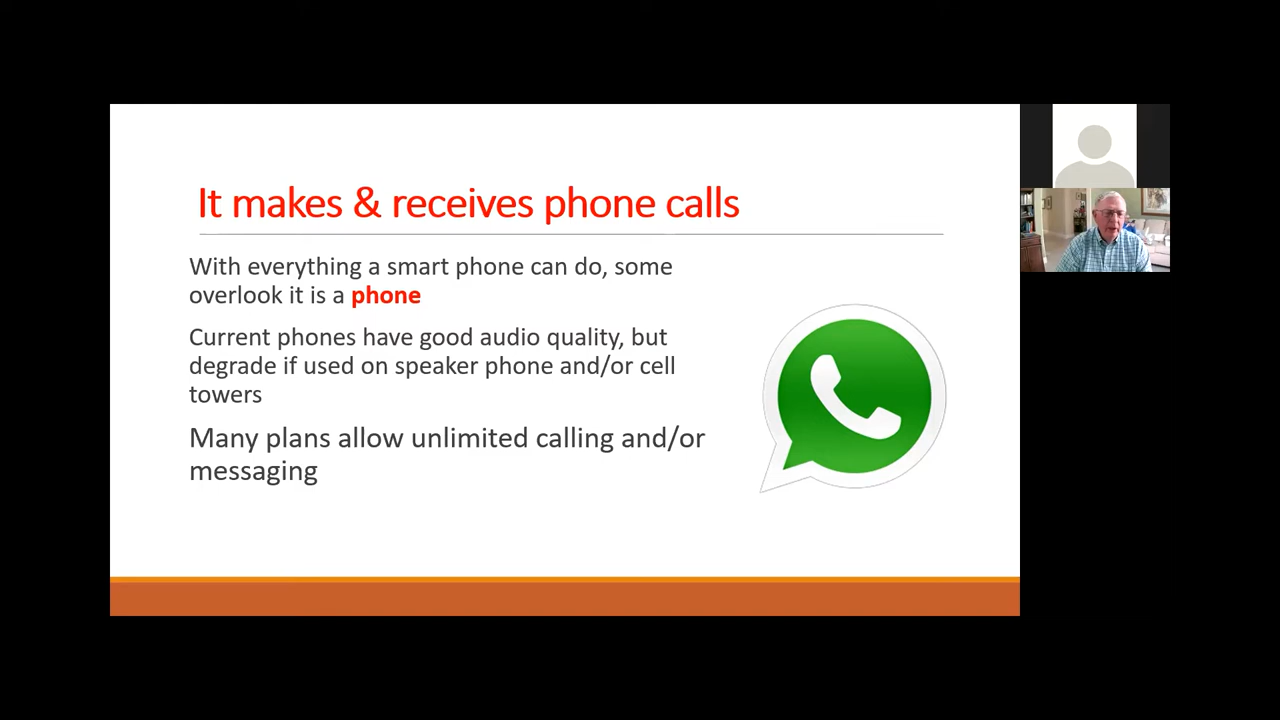 It makes & receives phone calls
With everything a smart phone can do, some
overlook it is a phone
Current phones have good audio quality, but
degrade if used on speaker phone and/or cell
towers
Many plans allow unlimited calling and/or
messaging